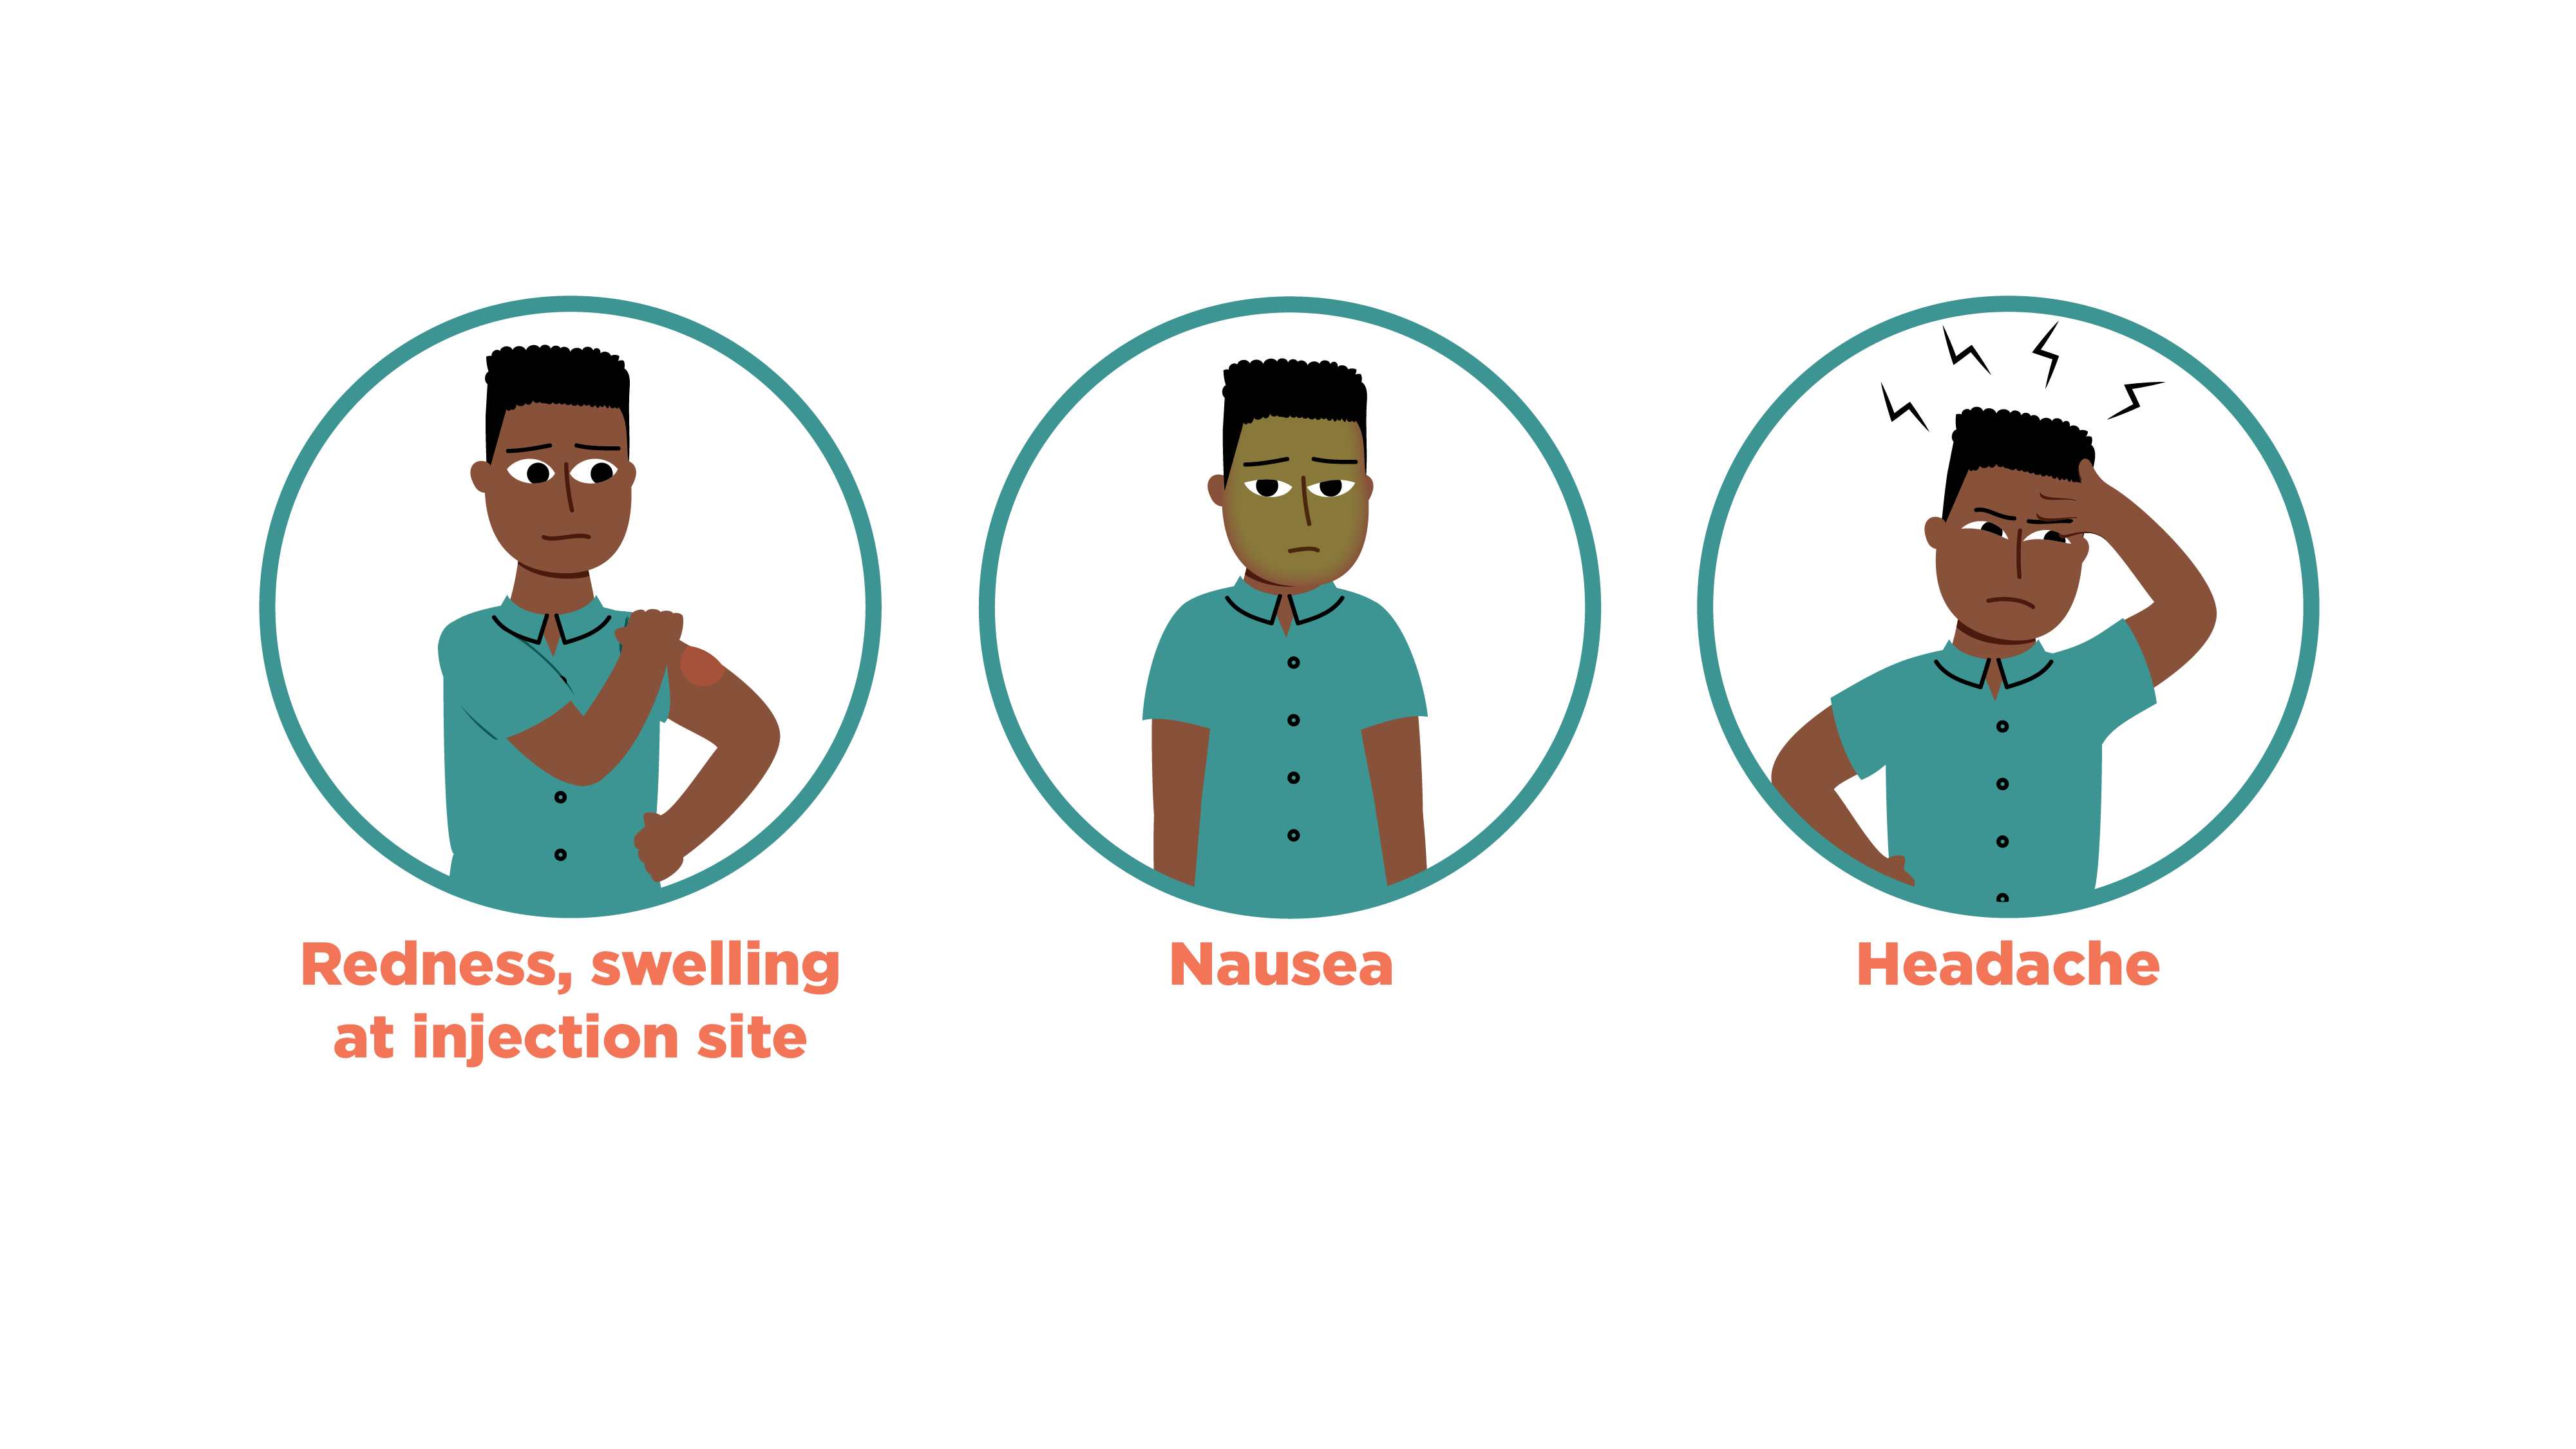 Redness, swelling
at injection site
Nausea
Headache